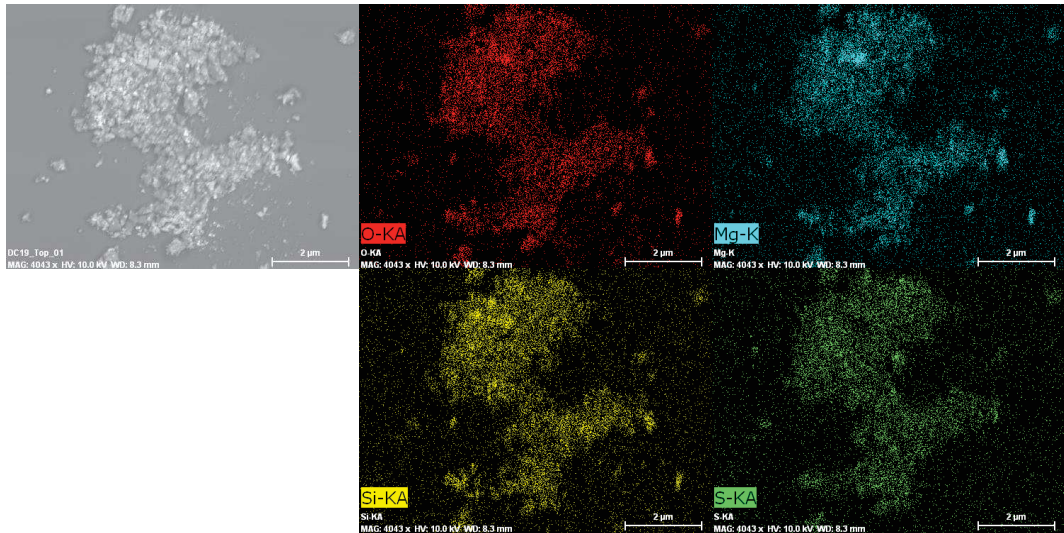 DC19_Top_01
MAG: 4043 x HV: 10.0 kV WD: 8.3 mm
2 µm
O-KA
O-KA
MAG: 4043 x HV: 10.0 kV WD: 8.3 mm
2 µm
Mg-K
Mg-K
MAG: 4043 x HV: 10.0 kV WD: 8.3 mm
2 µm
Si-KA
Si-KA
MAG: 4043 x HV: 10.0 kV WD: 8.3 mm
2 µm
S-KA
S-KA
MAG: 4043 x HV: 10.0 kV WD: 8.3 mm
2 µm